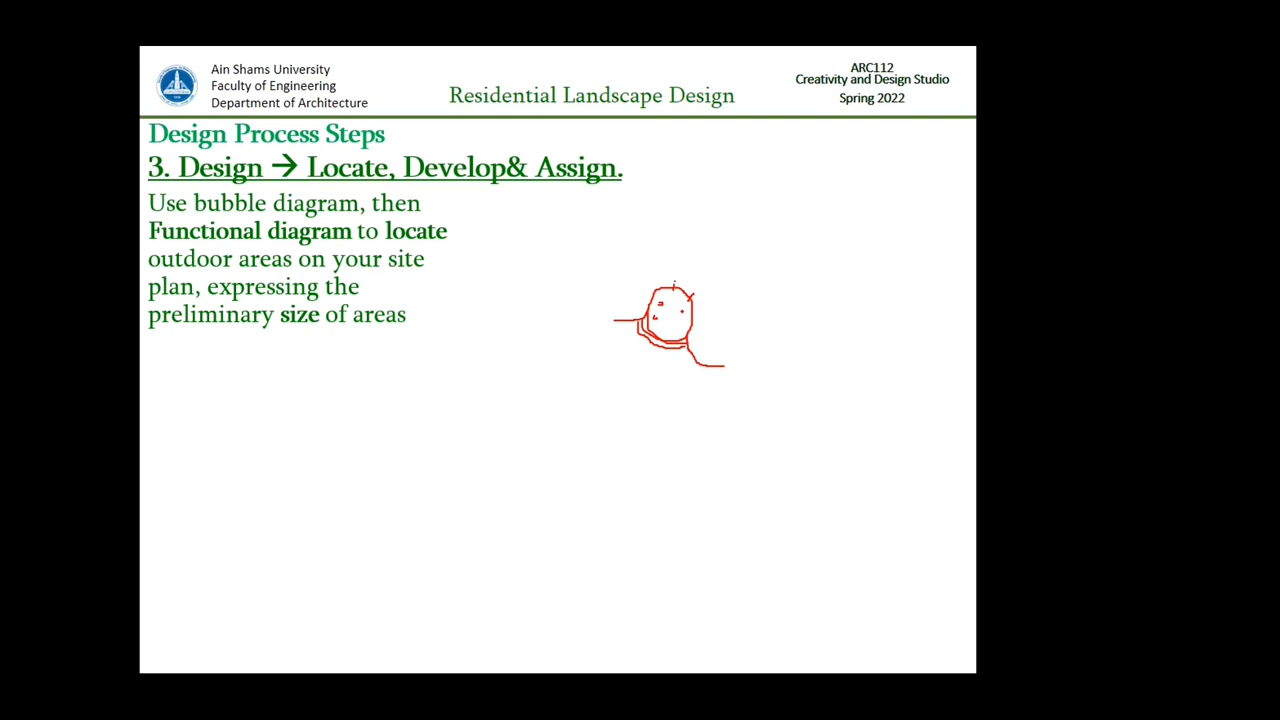 Ain Shams University
Faculty of Engineering
Department of Architecture
Residential Landscape Design
ARC112
Creativity and Design Studio
Spring 2022
Design Process Steps
3. Design → Locate, Develop& Assign.
Use bubble diagram, then
Functional diagram to locate
outdoor areas on your site
plan, expressing the
preliminary size of areas